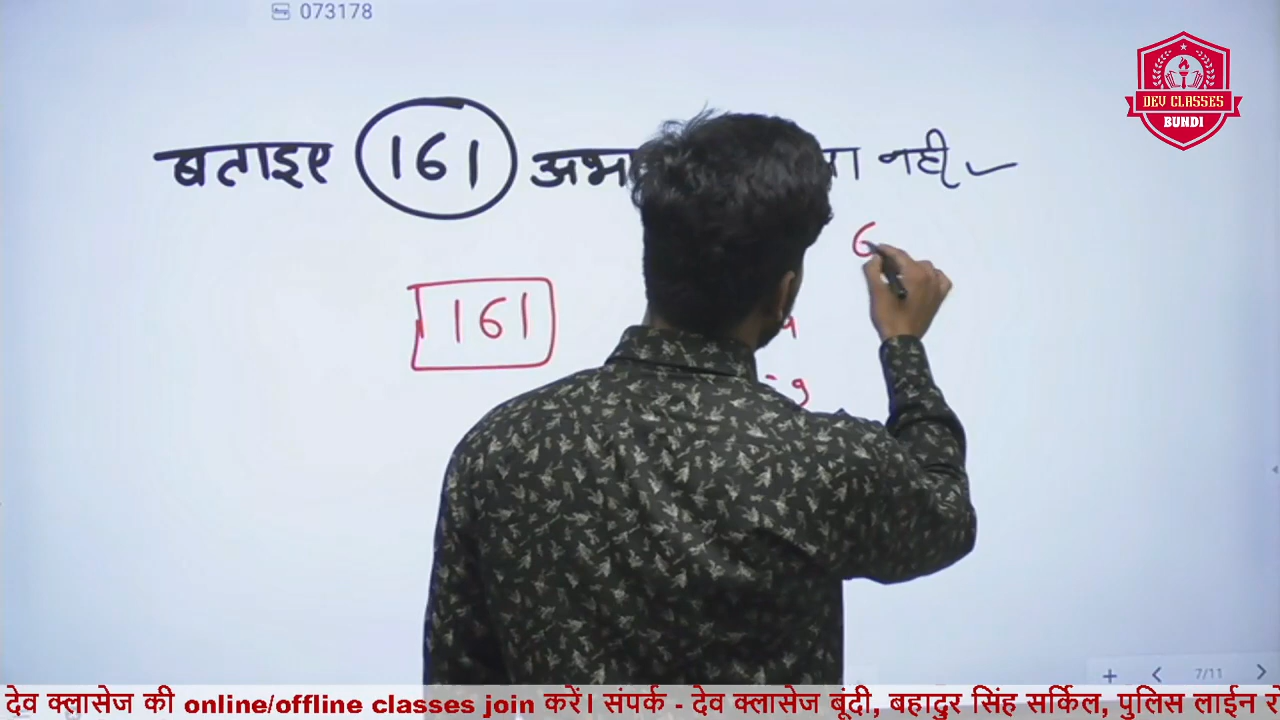 073178
DEV CLASSES
BUNDI
बताइए 161 नही
6
161
9
7/11
देव क्लासेज की online/offline classes join करें। संपर्क - देव क्लासेज बूंदी, बहादुर सिंह सर्किल, पुलिस लाईन